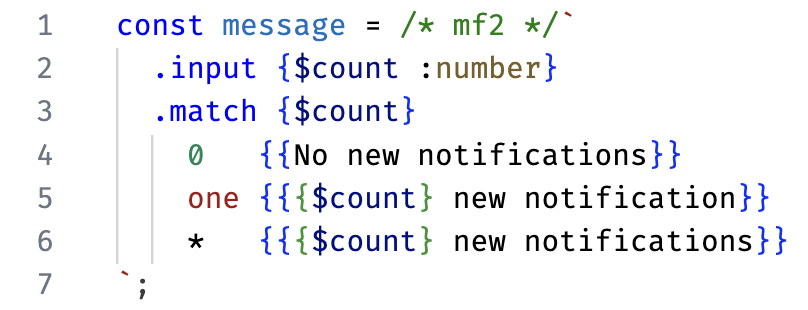 1 const message = /* mf2 */`
2 .input {$count :number}
3 .match {$count}
4 0 {{No new notifications}}
5 one {{{$count} new notification}}
6 * {{{$count} new notifications}}
7 `;